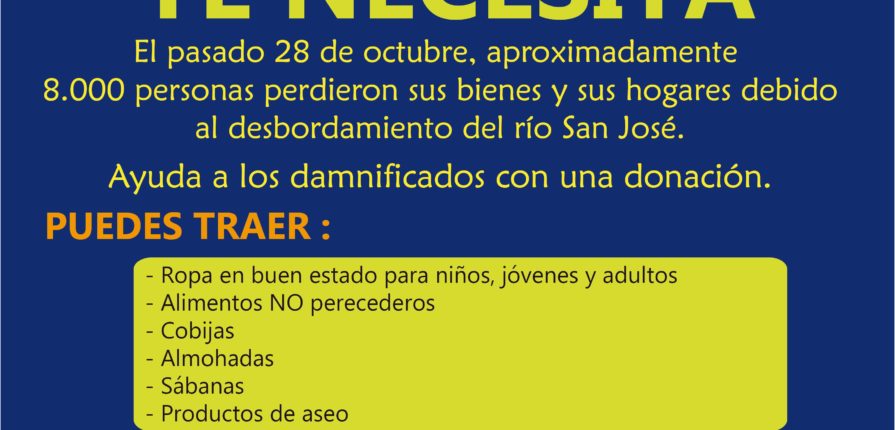 TE NECESITA
El pasado 28 de octubre, aproximadamente
8.000 personas perdieron sus bienes y sus hogares debido
al desbordamiento del río San José.
Ayuda a los damnificados con una donación.
PUEDES TRAER :
- Ropa en buen estado para niños, jóvenes y adultos
- Alimentos NO perecederos
- Cobijas
- Almohadas
- Sábanas
- Productos de aseo